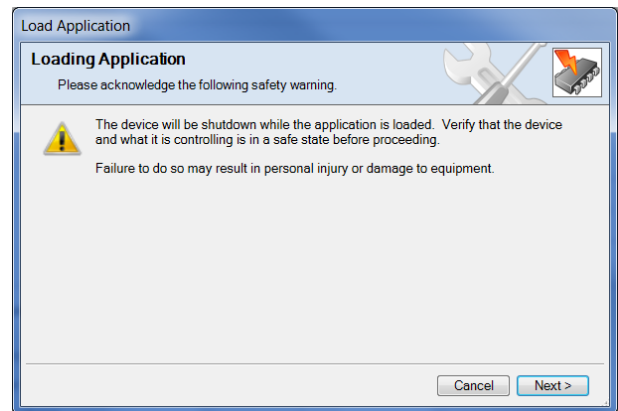 Load Application
Loading Application
Please acknowledge the following safety warning.
The device will be shutdown while the application is loaded. Verify that the device
and what it is controlling is in a safe state before proceeding.
Failure to do so may result in personal injury or damage to equipment.
Cancel
Next >